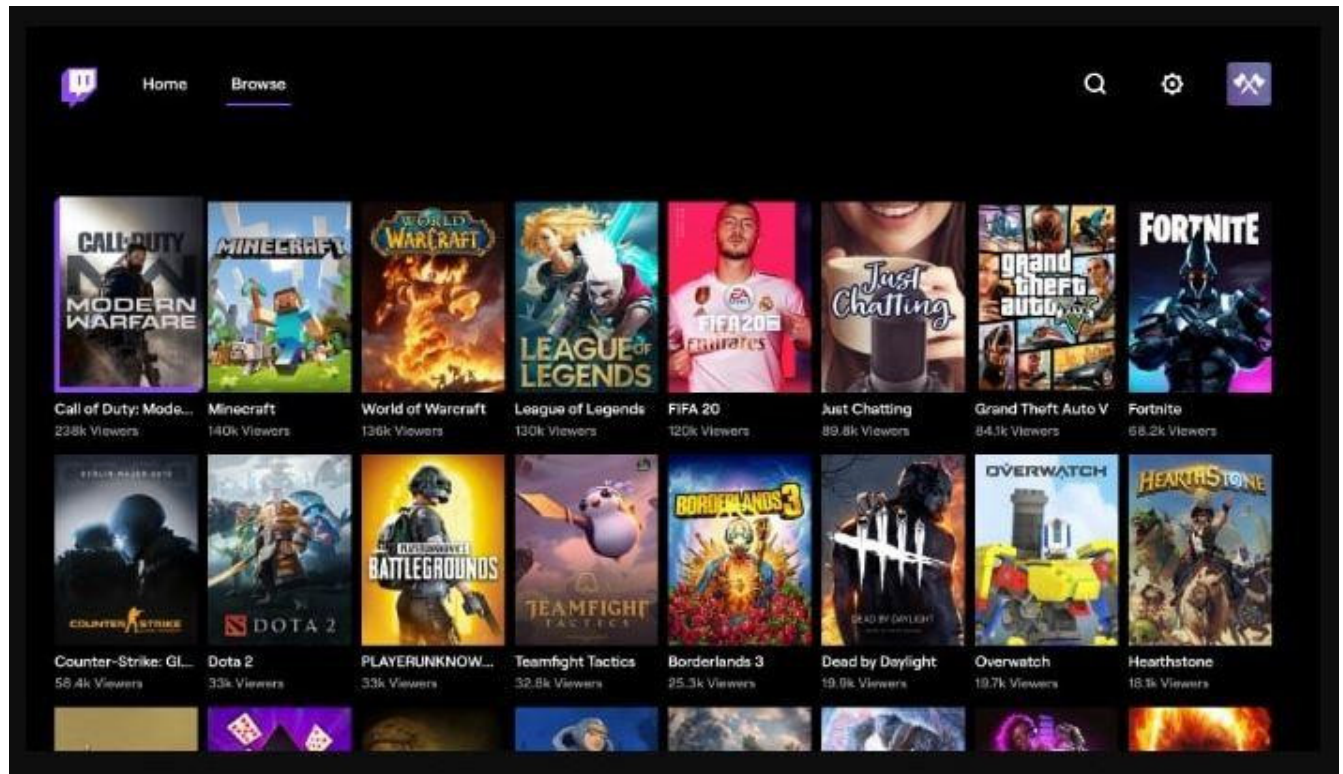 Home
Browse
CALL OF DUTY
MODERN
WARFARE
MINECRAFT
WORLD
WARCRAFT
LEAGUE OF
LEGENDS
EA
FIFA 20
Emirates
Just
Chatting
grand
theft
auto
V
FORTNITE
Call of Duty: Mode...
Minecraft
World of Warcraft
League of Legends
FIFA 20
Just Chatting
Grand Theft Auto V
Fortnite
238k Viewers
140k Viewers
136k Viewers
130k Viewers
120k Viewers
89.8k Viewers
84.1k Viewers
68.2k Viewers
BERLIN MAJOR 2019
COUNTER STRIKE
DOTA 2
PLAYERUNKNOWN'S
BATTLEGROUNDS
TEAMFIGHT
TACTICS
BORDERLANDS 3
DEAD BY DAYLIGHT
OVERWATCH
HEARTHSTONE
Counter-Strike: Gl...
Dota 2
PLAYERUNKNOW...
Teamfight Tactics
Borderlands 3
Dead by Daylight
Overwatch
Hearthstone
58.4k Viewers
33k Viewers
33k Viewers
32.8k Viewers
25.3k Viewers
19.9k Viewers
19.7k Viewers
18.1k Viewers